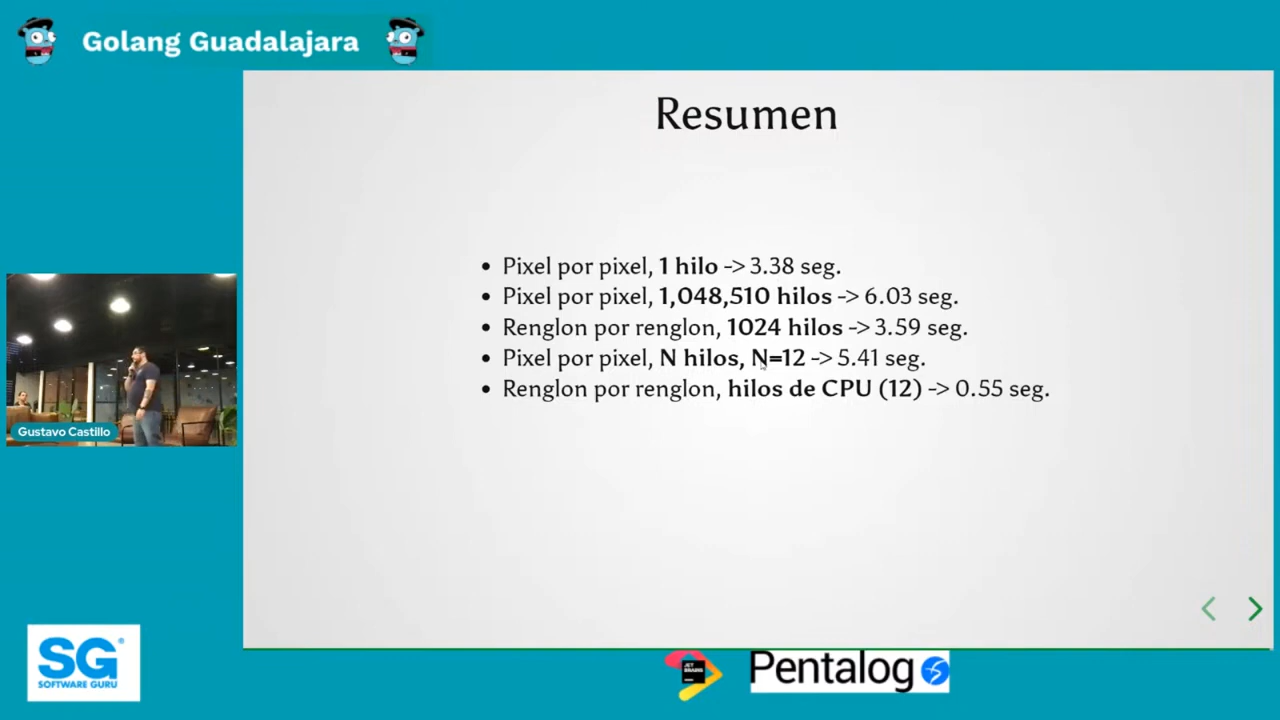 Golang Guadalajara
Resumen
• Pixel por pixel, 1 hilo -> 3.38 seg.
• Pixel por pixel, 1,048,510 hilos -> 6.03 seg.
• Renglon por renglon, 1024 hilos -> 3.59 seg.
• Pixel por pixel, N hilos, N=12 -> 5.41 seg.
• Renglon por renglon, hilos de CPU (12) -> 0.55 seg.
Gustavo Castillo
SG
SOFTWARE GURU
JET
BRAINS
Pentalog